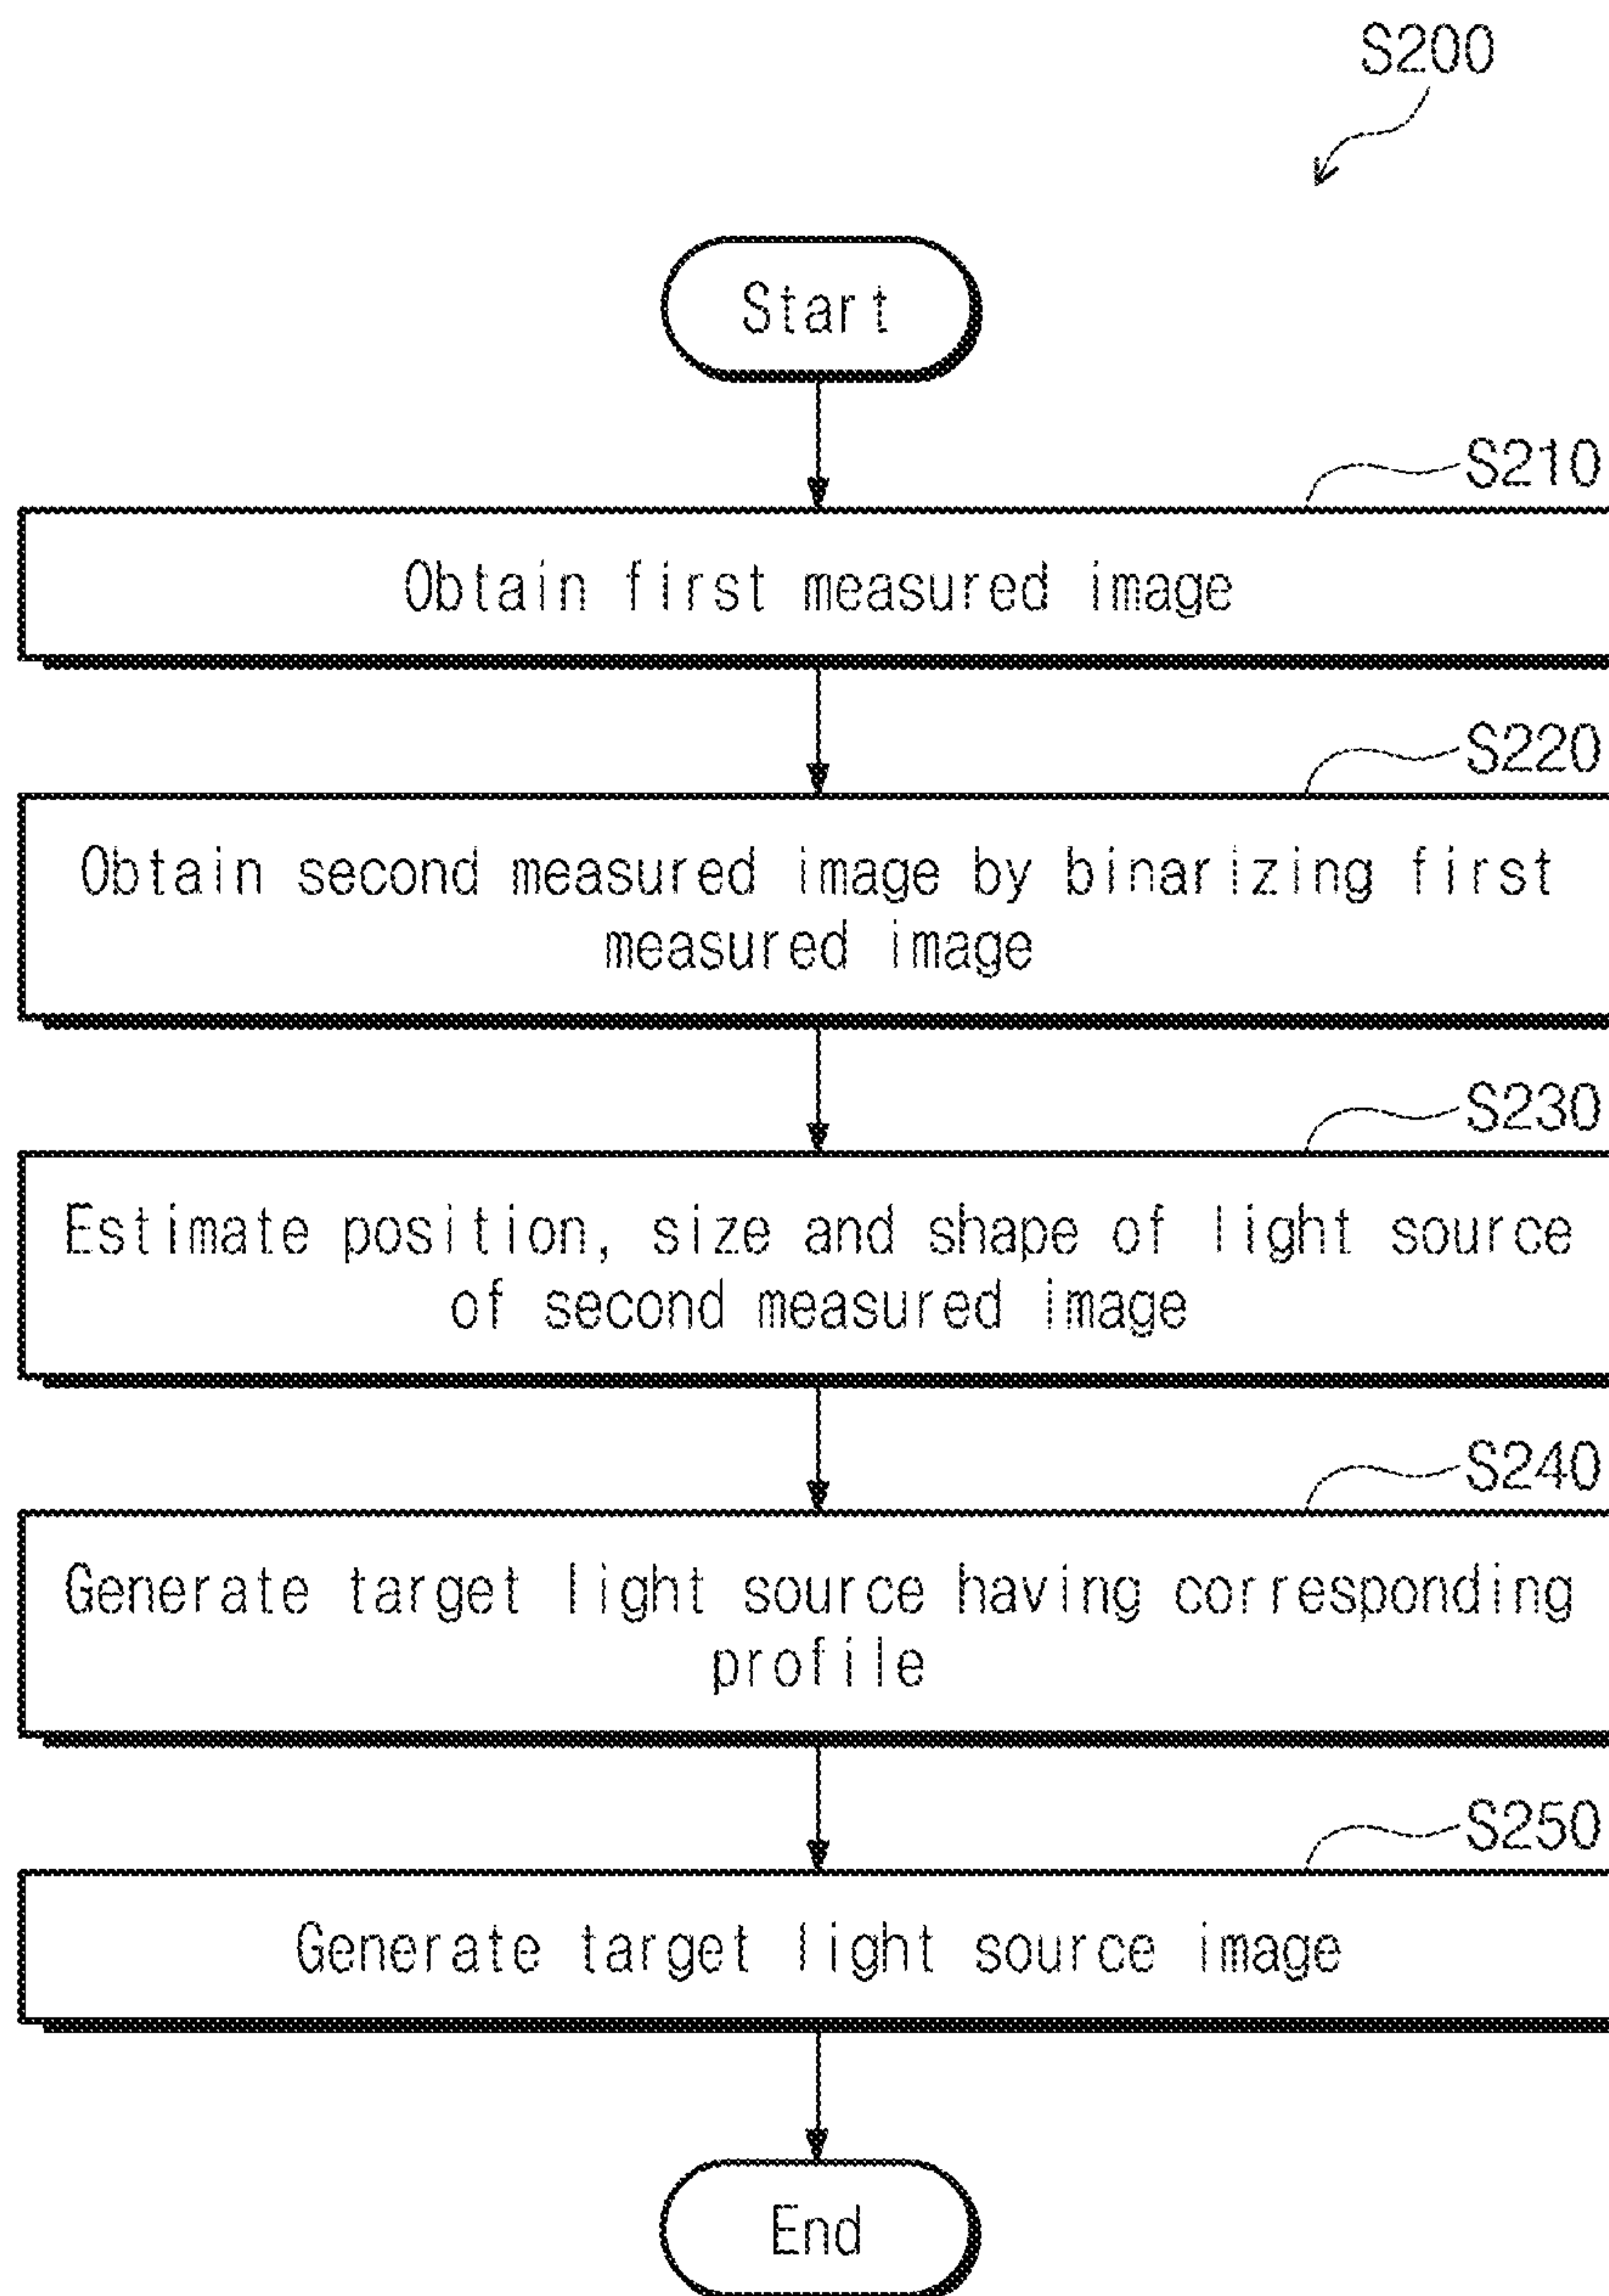 S200
Start
S210
Obtain first measured image
S220
Obtain second measured image by binarizing first
measured image
S230
Estimate position, size and shape of light source
of second measured image
S240
Generate target light source having corresponding
profile
S250
Generate target light source image
End